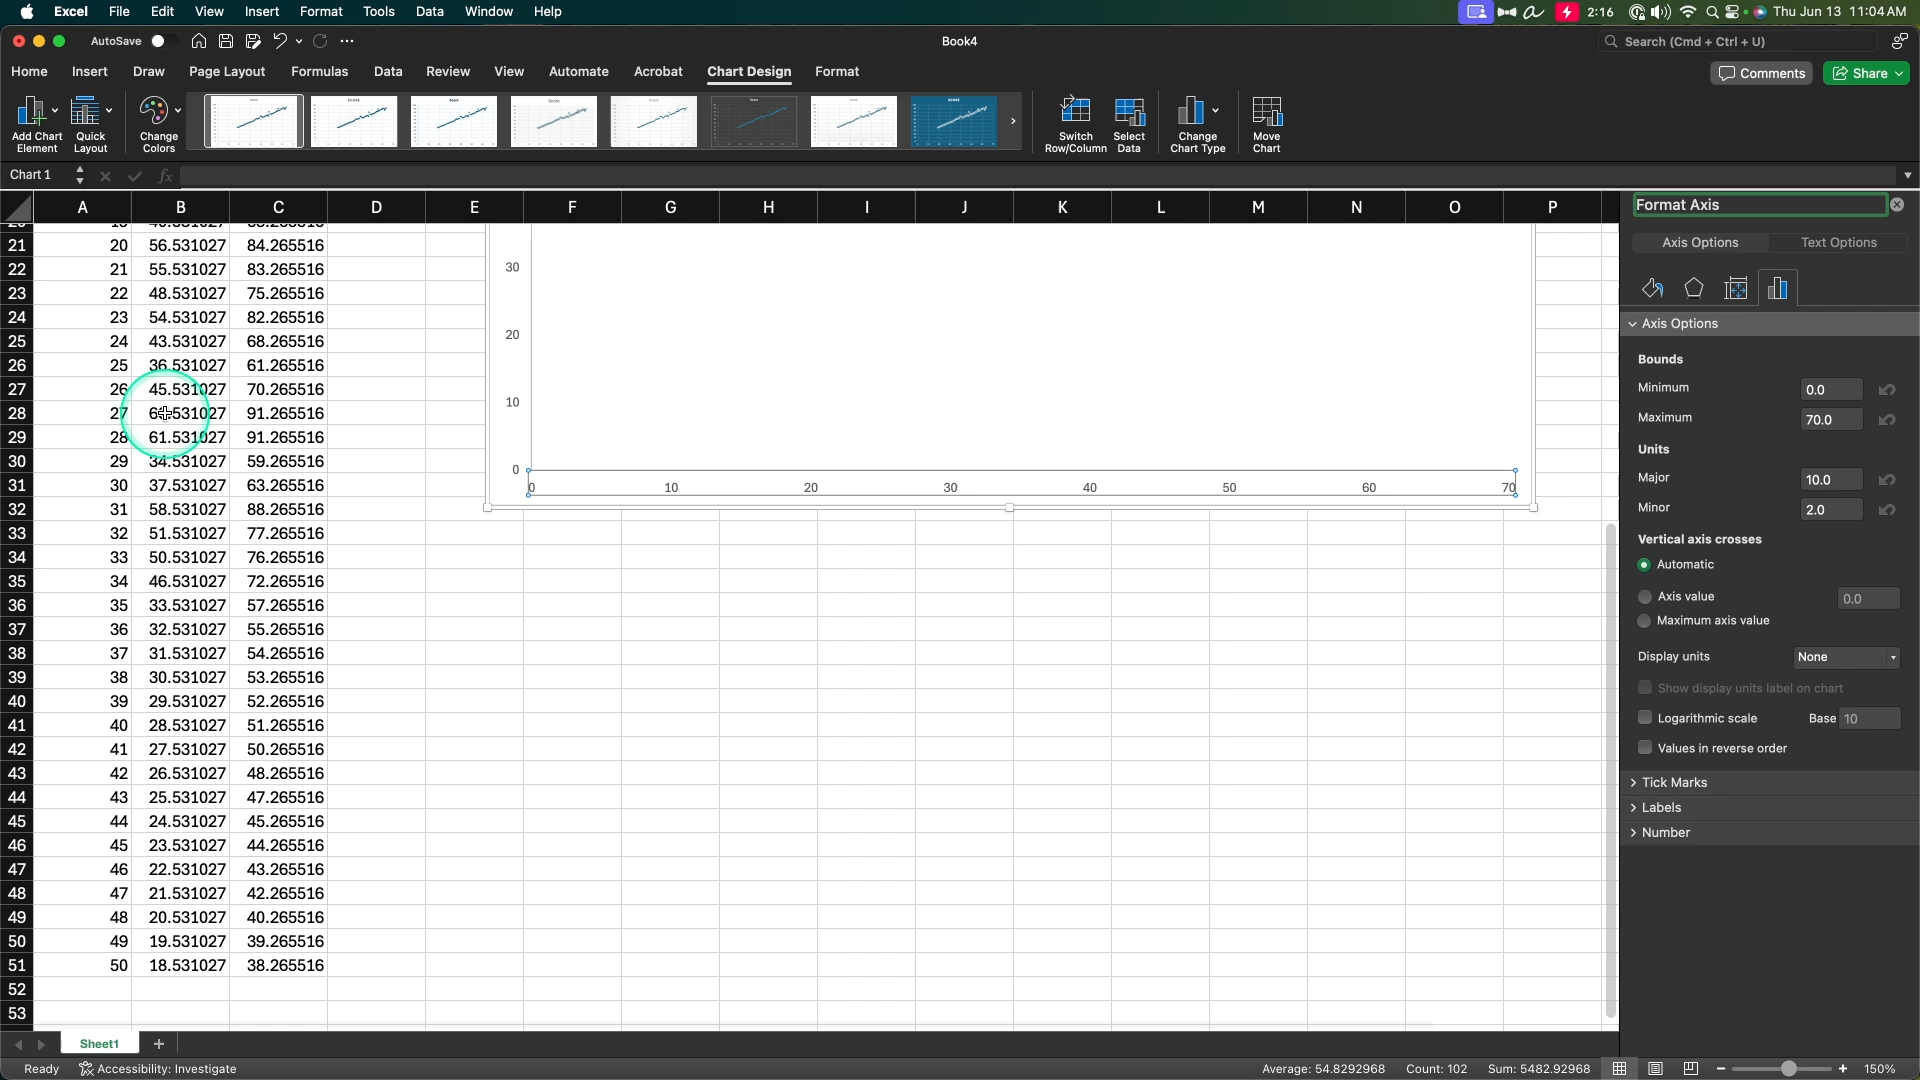 Excel File Edit View Insert Format Tools Data Window Help 2:16 Thu Jun 13 11:04 AM
AutoSave Book4 Search (Cmd + Ctrl + U)
Home Insert Draw Page Layout Formulas Data Review View Automate Acrobat Chart Design Format Comments Share
Add Chart Element Quick Layout Change Colors Switch Row/Column Select Data Change Chart Type Move Chart
Chart 1 fx
A B C D E F G H I J K L M N O P
21 20 56.531027 84.265516
22 21 55.531027 83.265516
23 22 48.531027 75.265516
24 23 54.531027 82.265516
25 24 43.531027 68.265516
26 25 36.531027 61.265516
27 26 45.531027 70.265516
28 27 91.265516
29 28 61.531027 91.265516
30 29 34.531027 59.265516
31 30 37.531027 63.265516
32 31 58.531027 88.265516
33 32 51.531027 77.265516
34 33 50.531027 76.265516
35 34 46.531027 72.265516
36 35 33.531027 57.265516
37 36 32.531027 55.265516
38 37 31.531027 54.265516
39 38 30.531027 53.265516
40 39 29.531027 52.265516
41 40 28.531027 51.265516
42 41 27.531027 50.265516
43 42 26.531027 48.265516
44 43 25.531027 47.265516
45 44 24.531027 45.265516
46 45 23.531027 44.265516
47 46 22.531027 43.265516
48 47 21.531027 42.265516
49 48 20.531027 40.265516
50 49 19.531027 39.265516
51 50 18.531027 38.265516
52
53
30
20
10
0
0 10 20 30 40 50 60 70
Format Axis
Axis Options Text Options
Axis Options
Bounds
Minimum 0.0
Maximum 70.0
Units
Major 10.0
Minor 2.0
Vertical axis crosses
Automatic
Axis value 0.0
Maximum axis value
Display units None
Show display units label on chart
Logarithmic scale Base 10
Values in reverse order
Tick Marks
Labels
Number
Sheet1 +
Ready Accessibility: Investigate Average: 54.8292968 Count: 102 Sum: 5482.92968 150%